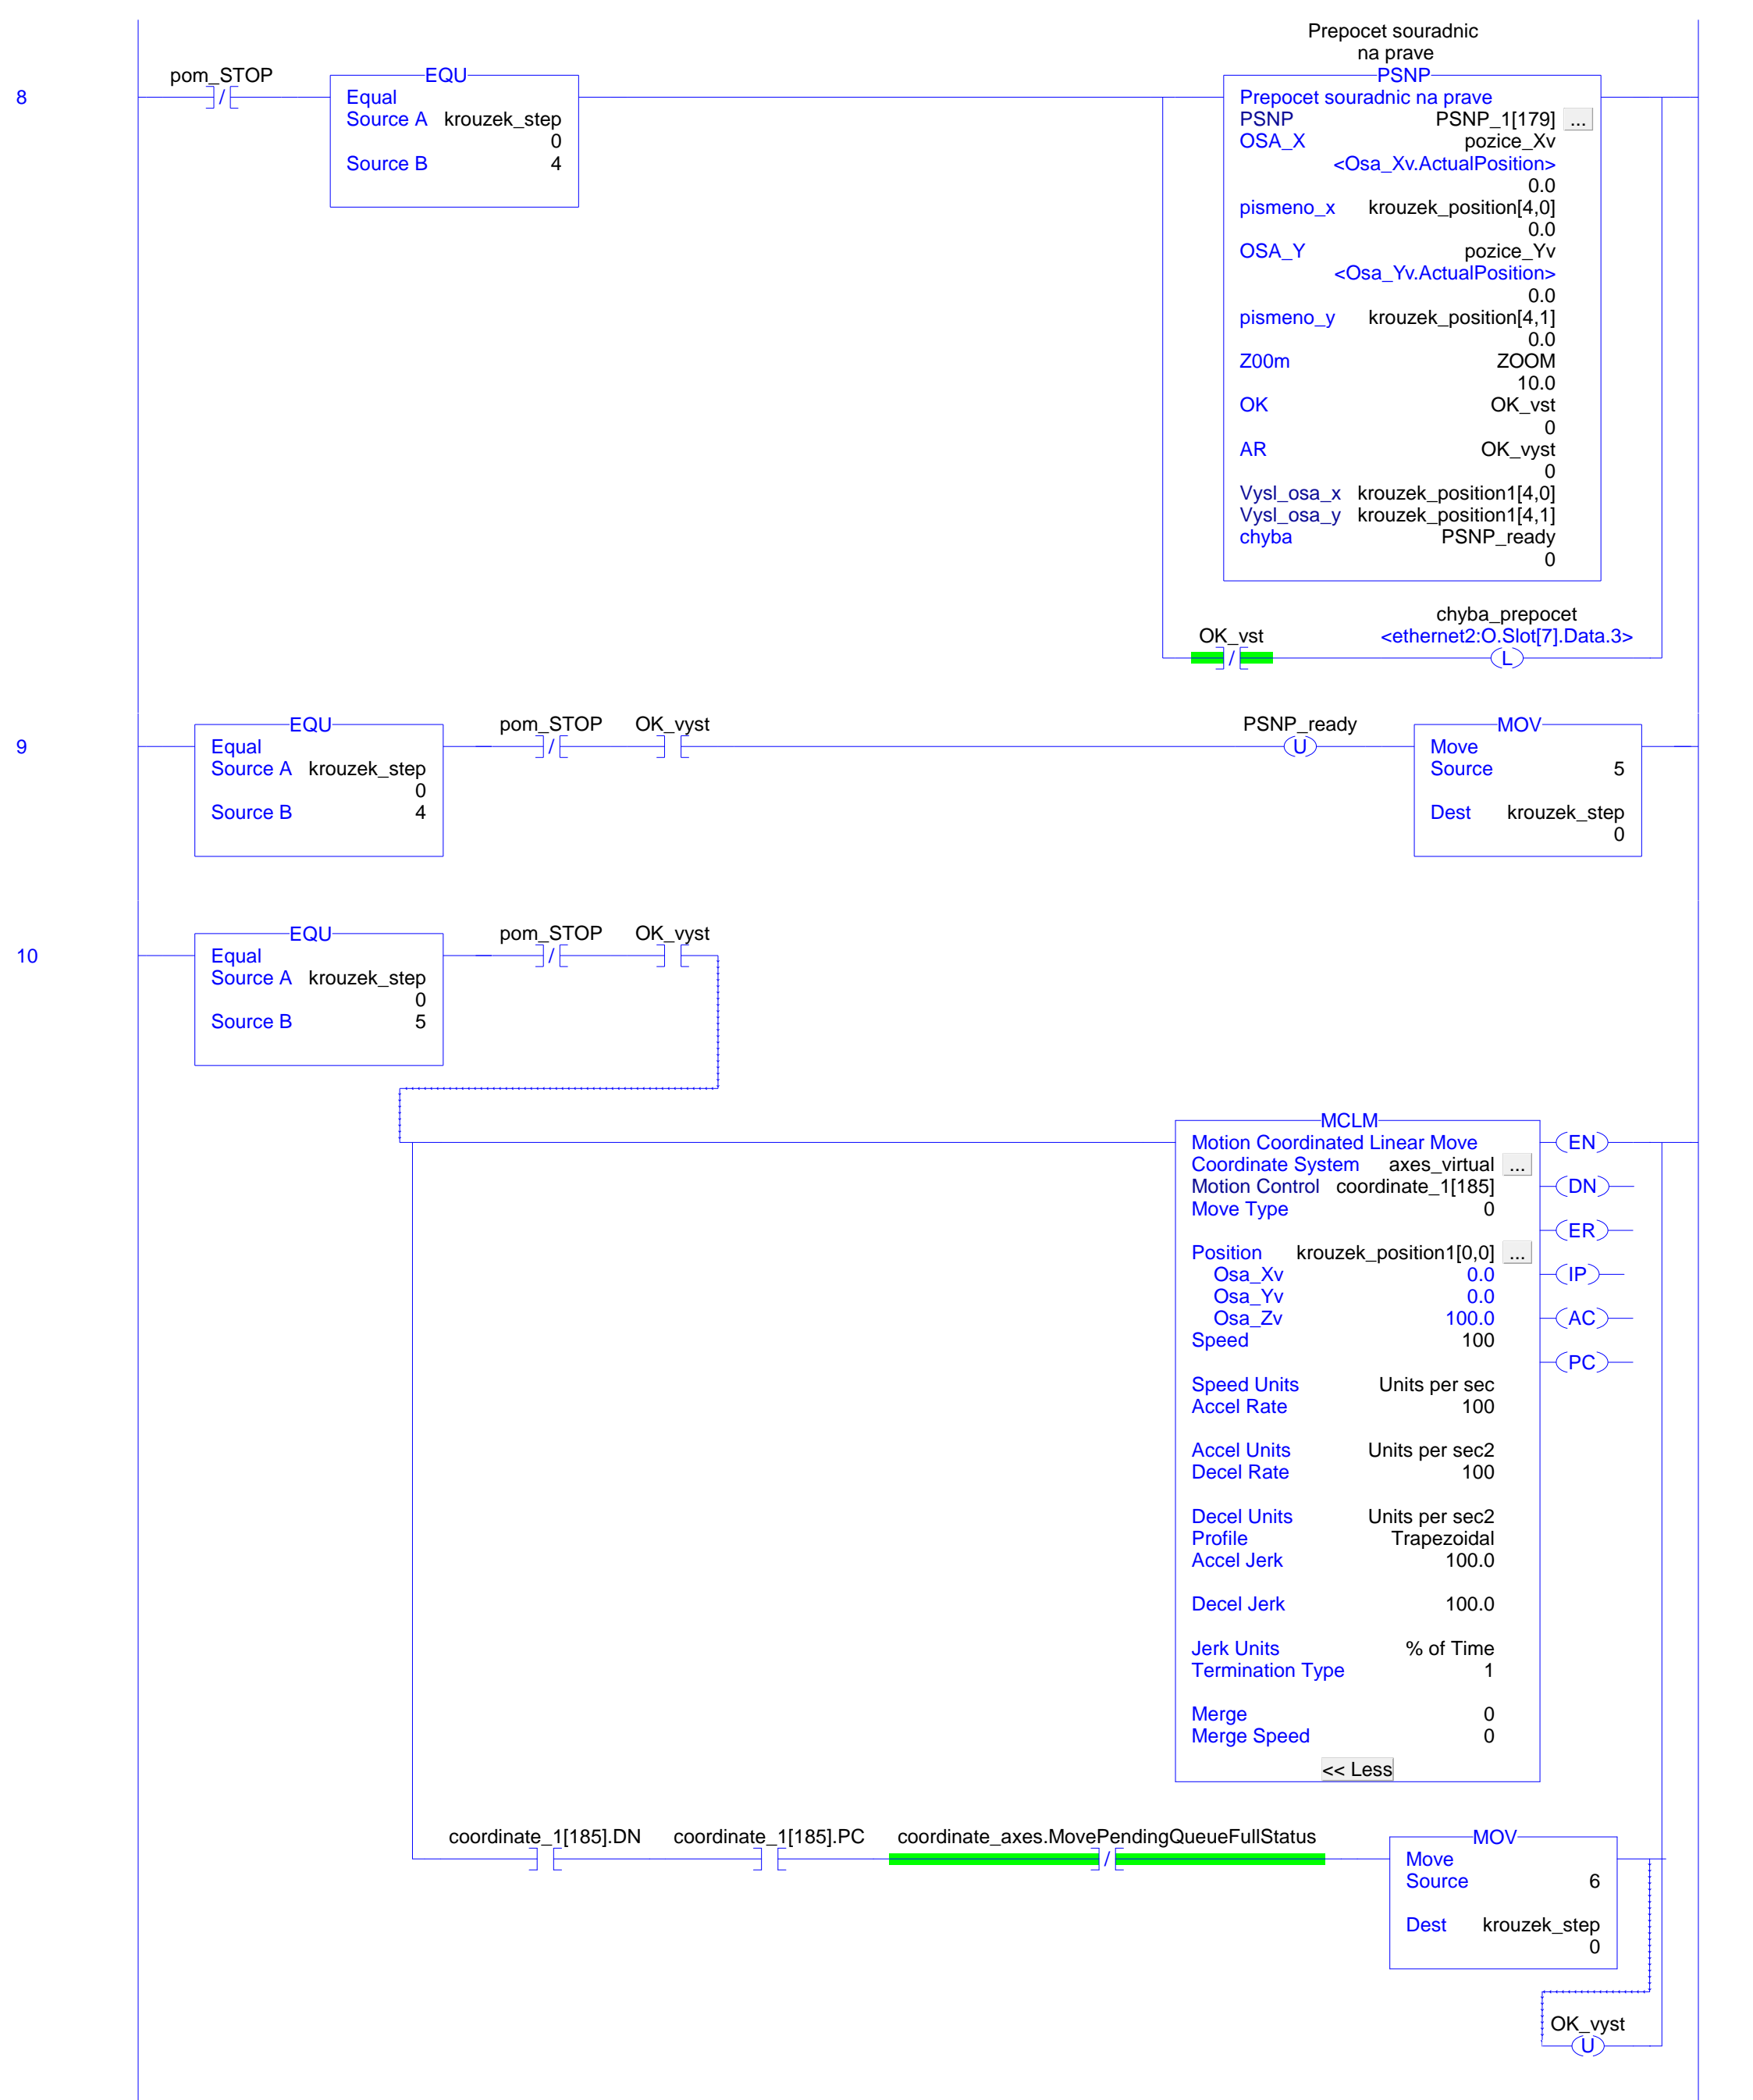 Prepocet souradnic
na prave
8
pom_STOP
EQU
Equal
Source A krouzek_step
0
Source B 4
PSNP
Prepocet souradnic na prave
PSNP PSNP_1[179] ...
OSA_X pozice_Xv
<Osa_Xv.ActualPosition>
0.0
pismeno_x krouzek_position[4,0]
0.0
OSA_Y pozice_Yv
<Osa_Yv.ActualPosition>
0.0
pismeno_y krouzek_position[4,1]
0.0
Z00m ZOOM
10.0
OK OK_vst
0
AR OK_vyst
0
Vysl_osa_x krouzek_position1[4,0]
Vysl_osa_y krouzek_position1[4,1]
chyba PSNP_ready
0
OK_vst
chyba_prepocet
<ethernet2:O.Slot[7].Data.3>
L
9
EQU
Equal
Source A krouzek_step
0
Source B 4
pom_STOP
OK_vyst
PSNP_ready
U
MOV
Move
Source 5
Dest krouzek_step
0
10
EQU
Equal
Source A krouzek_step
0
Source B 5
pom_STOP
OK_vyst
MCLM
Motion Coordinated Linear Move
Coordinate System axes_virtual ...
Motion Control coordinate_1[185]
Move Type 0
Position krouzek_position1[0,0] ...
Osa_Xv 0.0
Osa_Yv 0.0
Osa_Zv 100.0
Speed 100
Speed Units Units per sec
Accel Rate 100
Accel Units Units per sec2
Decel Rate 100
Decel Units Units per sec2
Profile Trapezoidal
Accel Jerk 100.0
Decel Jerk 100.0
Jerk Units % of Time
Termination Type 1
Merge 0
Merge Speed 0
<< Less
EN
DN
ER
IP
AC
PC
coordinate_1[185].DN
coordinate_1[185].PC
coordinate_axes.MovePendingQueueFullStatus
MOV
Move
Source 6
Dest krouzek_step
0
OK_vyst
U